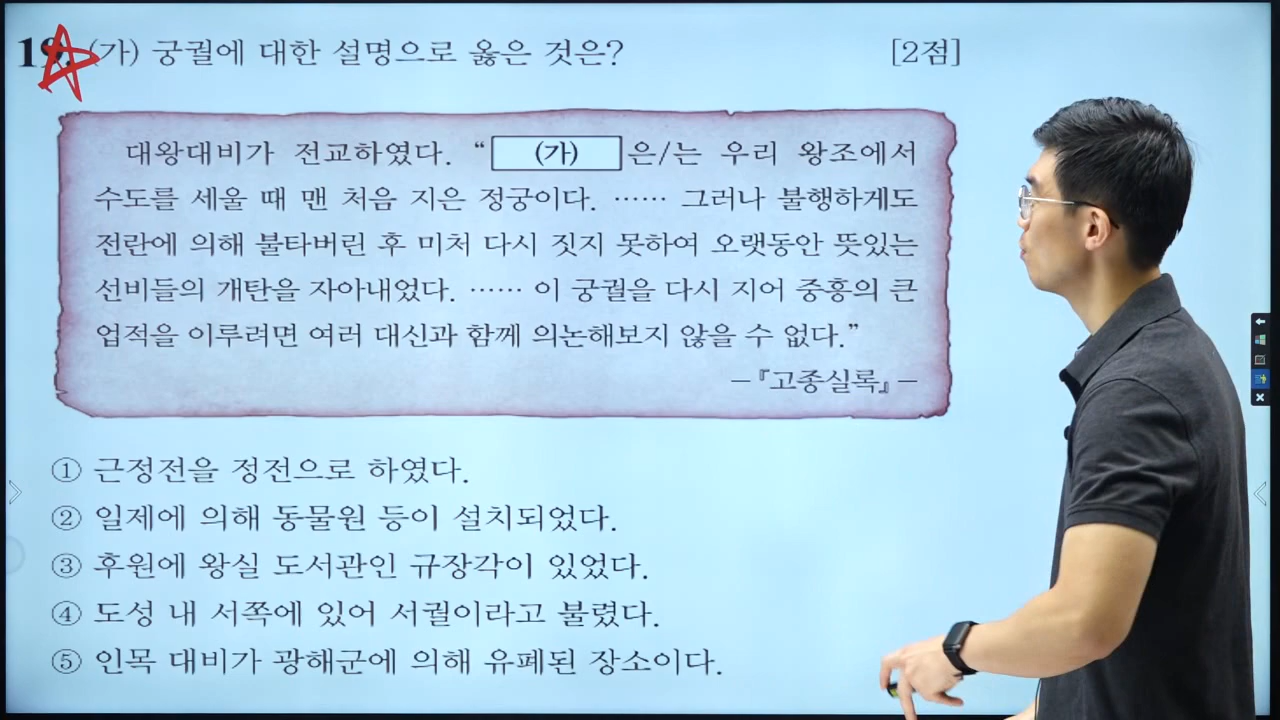 (가) 궁궐에 대한 설명으로 옳은 것은? [2점]
대왕대비가 전교하였다. “ (가) 은/는 우리 왕조에서
수도를 세울 때 맨 처음 지은 정궁이다. …… 그러나 불행하게도
전란에 의해 불타버린 후 미처 다시 짓지 못하여 오랫동안 뜻있는
선비들의 개탄을 자아내었다. …… 이 궁궐을 다시 지어 중흥의 큰
업적을 이루려면 여러 대신과 함께 의논해보지 않을 수 없다.”
－『고종실록』－
① 근정전을 정전으로 하였다.
② 일제에 의해 동물원 등이 설치되었다.
③ 후원에 왕실 도서관인 규장각이 있었다.
④ 도성 내 서쪽에 있어 서궐이라고 불렸다.
⑤ 인목 대비가 광해군에 의해 유폐된 장소이다.